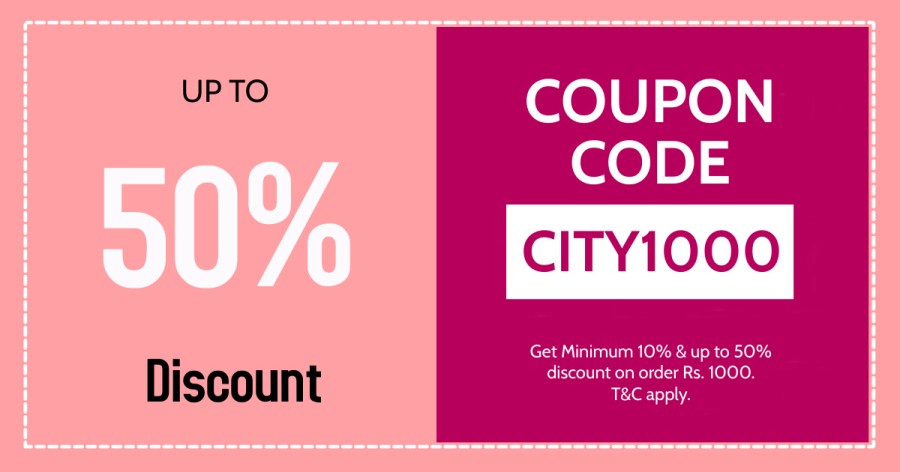 UP TO
50%
Discount
COUPON
CODE
CITY1000
Get Minimum 10% & up to 50%
discount on order Rs. 1000.
T&C apply.